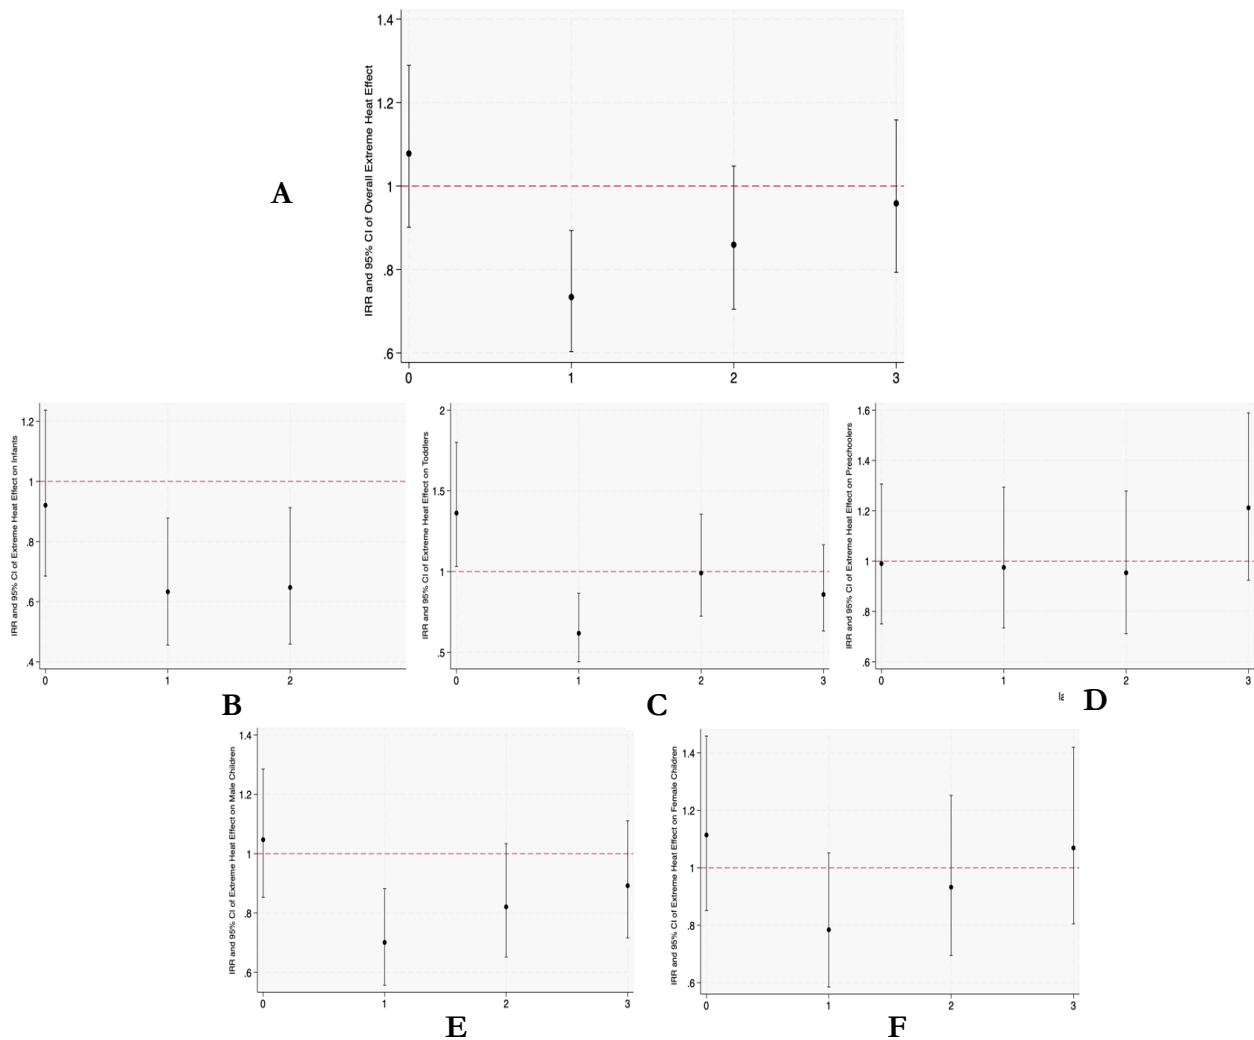 IRR and 95% CI of Overall Extreme Heat Effect
1.4
1.2
1
.8
.6
0 1 2 3
A
IRR and 95% CI of Extreme Heat Effect on Infants
1.2
1
.8
.6
.4
0 1 2
B
IRR and 95% CI of Extreme Heat Effect on Toddlers
2
1.5
1
.5
0 1 2 3
C
IRR and 95% CI of Extreme Heat Effect on Preschoolers
1.6
1.4
1.2
1
.8
.6
0 1 2 3
D
IRR and 95% CI of Extreme Heat Effect on Male Children
1.4
1.2
1
.8
.6
0 1 2 3
E
IRR and 95% CI of Extreme Heat Effect on Female Children
1.4
1.2
1
.8
.6
0 1 2 3
F